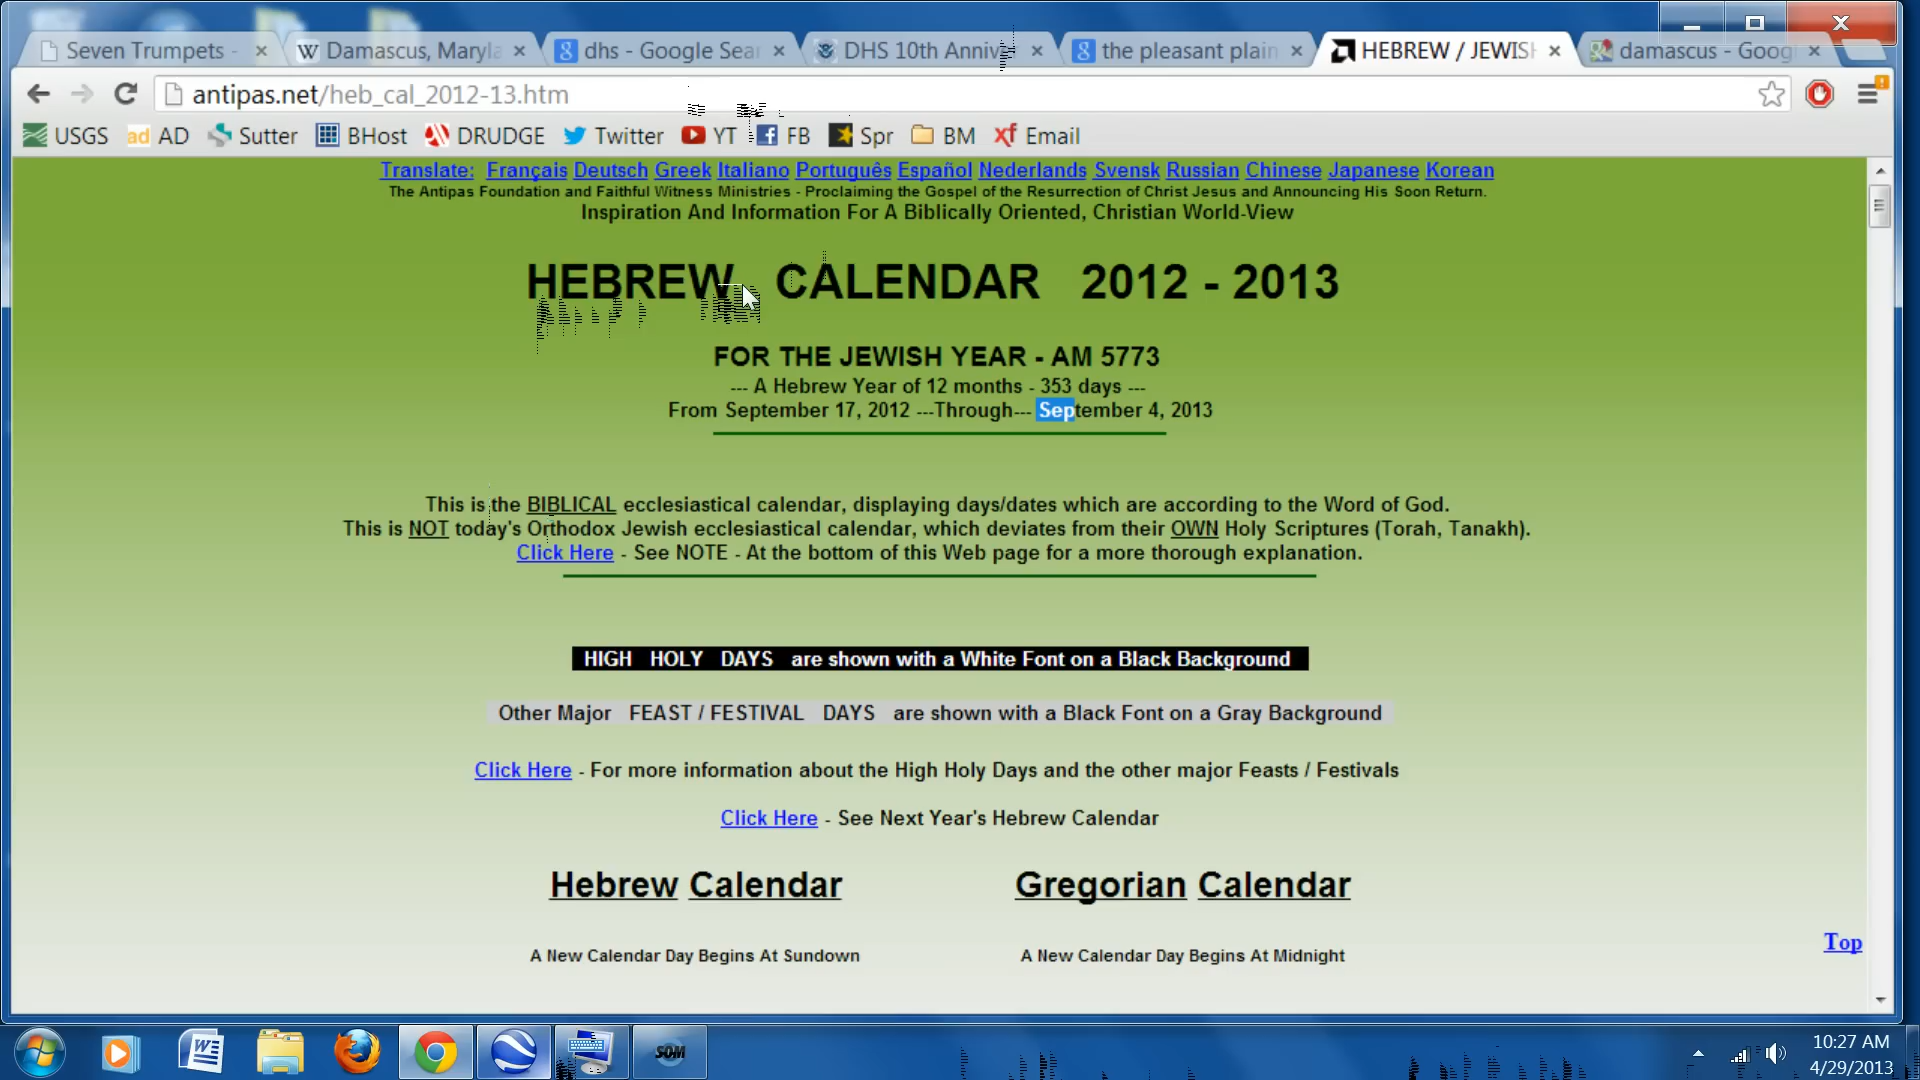 Seven Trumpets -
Damascus, Maryla
dhs - Google Sear
DHS 10th Anniv
the pleasant plain
HEBREW / JEWISH
damascus - Goog
antipas.net/heb_cal_2012-13.htm
USGS
ad AD
Sutter
BHost
DRUDGE
Twitter
YT
FB
Spr
BM
xf Email
Translate: Français Deutsch Greek Italiano Português Español Nederlands Svensk Russian Chinese Japanese Korean
The Antipas Foundation and Faithful Witness Ministries - Proclaiming the Gospel of the Resurrection of Christ Jesus and Announcing His Soon Return.
Inspiration And Information For A Biblically Oriented, Christian World-View
HEBREW CALENDAR 2012 - 2013
FOR THE JEWISH YEAR - AM 5773
--- A Hebrew Year of 12 months - 353 days ---
From September 17, 2012 ---Through--- September 4, 2013
This is the BIBLICAL ecclesiastical calendar, displaying days/dates which are according to the Word of God.
This is NOT today's Orthodox Jewish ecclesiastical calendar, which deviates from their OWN Holy Scriptures (Torah, Tanakh).
Click Here - See NOTE - At the bottom of this Web page for a more thorough explanation.
HIGH HOLY DAYS are shown with a White Font on a Black Background
Other Major FEAST / FESTIVAL DAYS are shown with a Black Font on a Gray Background
Click Here - For more information about the High Holy Days and the other major Feasts / Festivals
Click Here - See Next Year's Hebrew Calendar
Hebrew Calendar Gregorian Calendar
Top
A New Calendar Day Begins At Sundown A New Calendar Day Begins At Midnight
SOM
10:27 AM
4/29/2013